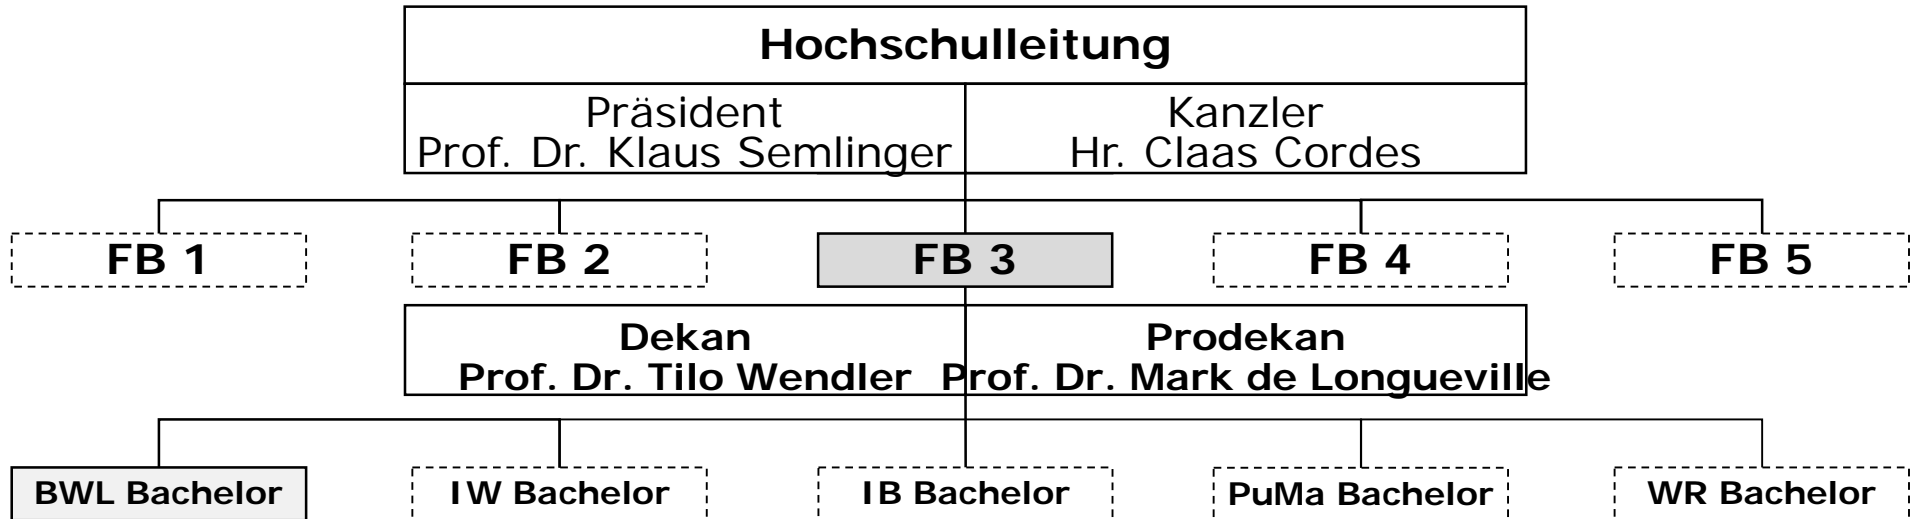 Hochschulleitung
Präsident
Prof. Dr. Klaus Semlinger
Kanzler
Hr. Claas Cordes
FB 1
FB 2
FB 3
FB 4
FB 5
Dekan
Prof. Dr. Tilo Wendler
Prodekan
Prof. Dr. Mark de Longueville
BWL Bachelor
IW Bachelor
IB Bachelor
PuMa Bachelor
WR Bachelor